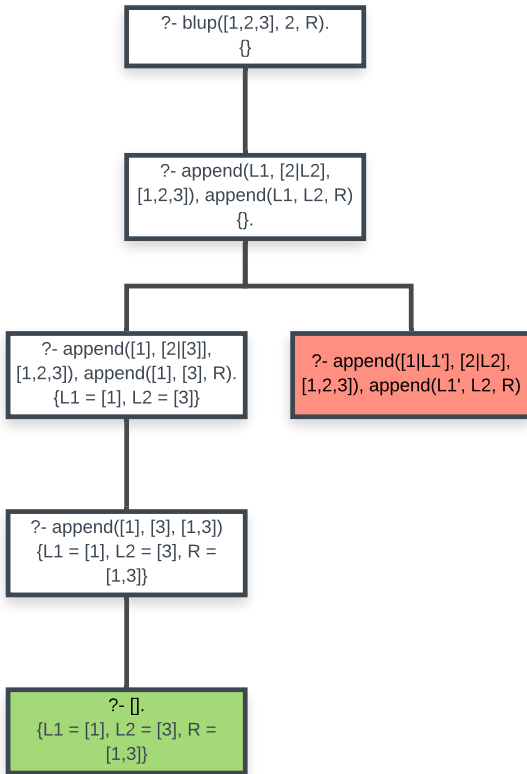 ?- blup([1,2,3], 2, R).
{}
?- append(L1, [2|L2],
[1,2,3]), append(L1, L2, R)
{}.
?- append([1], [2|[3]],
[1,2,3]), append([1], [3], R).
{L1 = [1], L2 = [3]}
?- append([1|L1'], [2|L2],
[1,2,3]), append(L1', L2, R)
?- append([1], [3], [1,3])
{L1 = [1], L2 = [3], R =
[1,3]}
?- [].
{L1 = [1], L2 = [3], R =
[1,3]}